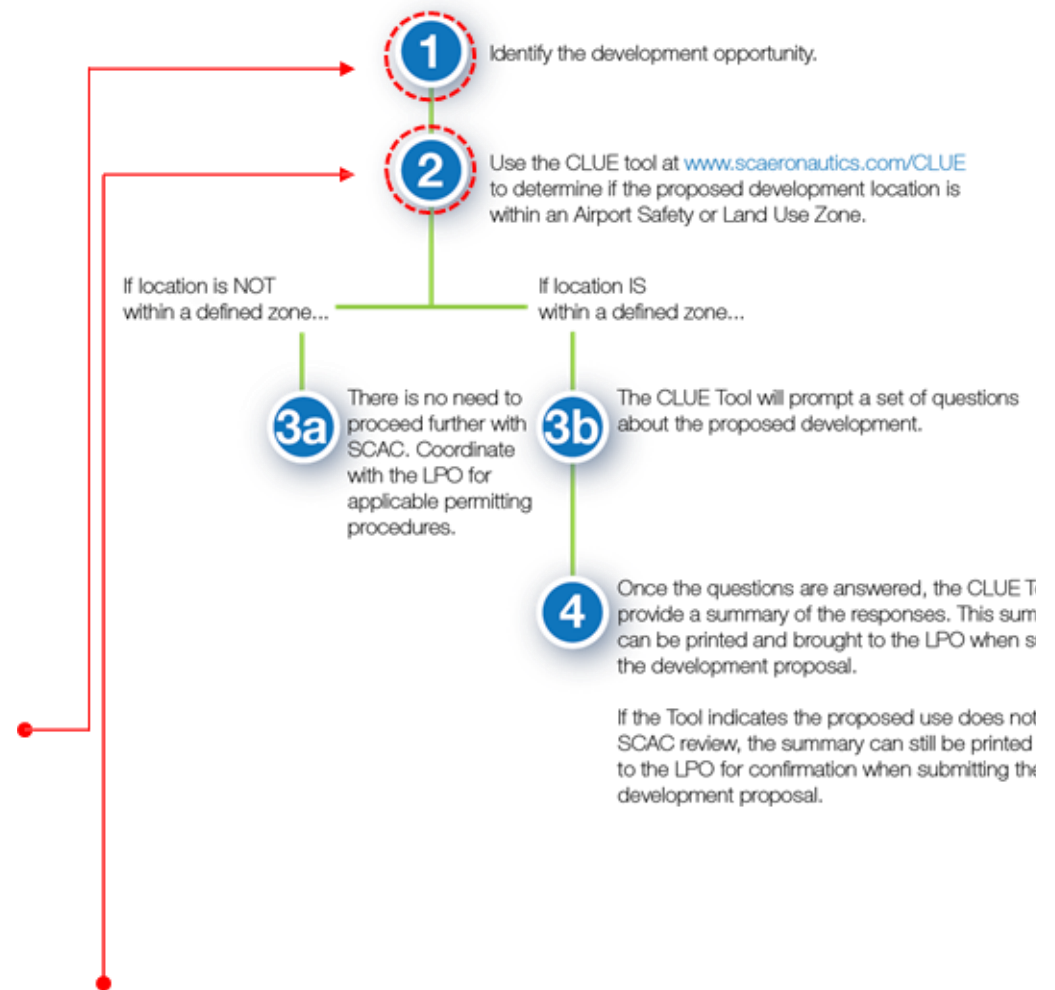 1
Identify the development opportunity.
2
Use the CLUE tool at www.scaeronautics.com/CLUE
to determine if the proposed development location is
within an Airport Safety or Land Use Zone.
If location is NOT
within a defined zone...
If location IS
within a defined zone...
3a
There is no need to
proceed further with
SCAC. Coordinate
with the LPO for
applicable permitting
procedures.
3b
The CLUE Tool will prompt a set of questions
about the proposed development.
4
Once the questions are answered, the CLUE
provide a summary of the responses. This
can be printed and brought to the LPO when
the development proposal.
If the Tool indicates the proposed use does not
SCAC review, the summary can still be printed
to the LPO for confirmation when submitting the
development proposal.